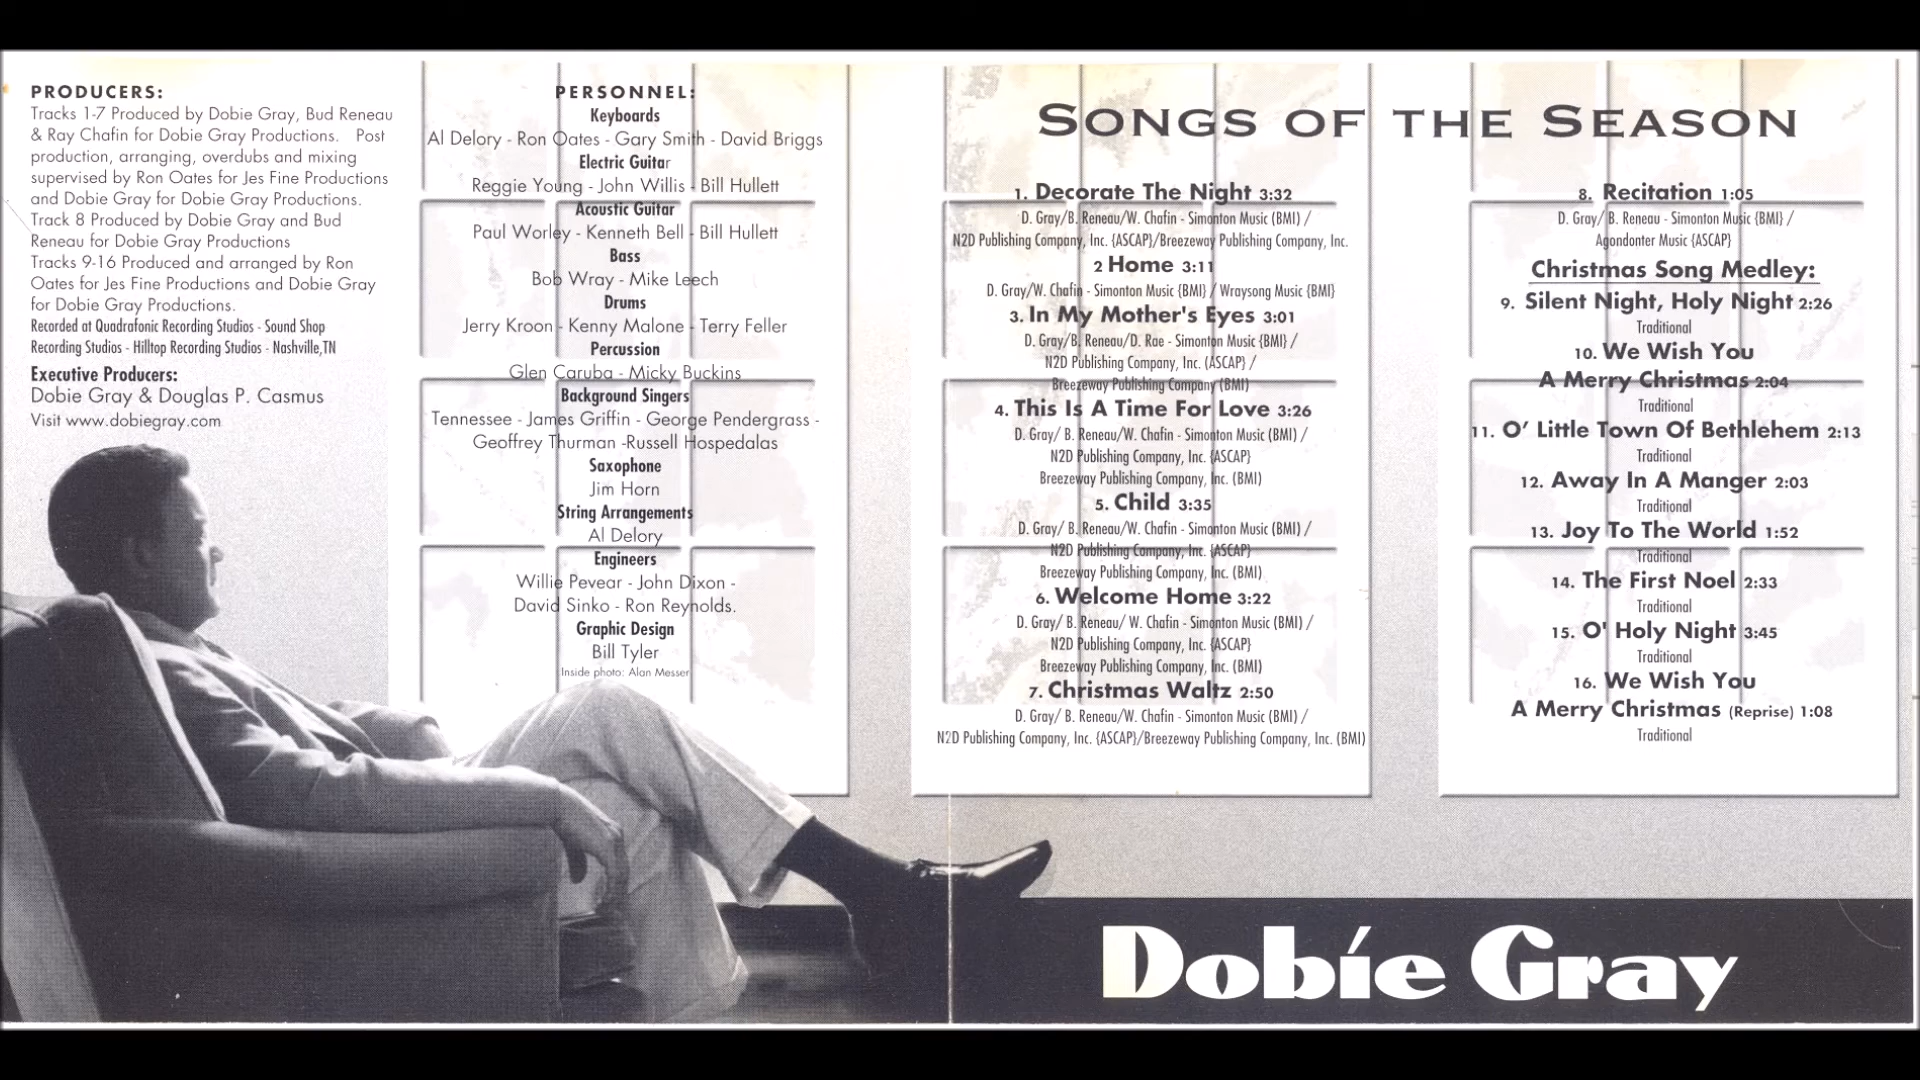 PRODUCERS:
Tracks 1-7 Produced by Dobie Gray, Bud Reneau
& Ray Chafin for Dobie Gray Productions. Post
production, arranging, overdubs and mixing
supervised by Ron Oates for Jes Fine Productions
and Dobie Gray for Dobie Gray Productions.
Track 8 Produced by Dobie Gray and Bud
Reneau for Dobie Gray Productions
Tracks 9-16 Produced and arranged by Ron
Oates for Jes Fine Productions and Dobie Gray
for Dobie Gray Productions.
Recorded at Quadrafonic Recording Studios - Sound Shop
Recording Studios - Hilltop Recording Studios - Nashville,TN
Executive Producers:
Dobie Gray & Douglas P. Casmus
Visit www.dobiegray.com
PERSONNEL:
Keyboards
Al Delory - Ron Oates - Gary Smith - David Briggs
Electric Guitar
Reggie Young - John Willis - Bill Hullett
Acoustic Guitar
Paul Worley - Kenneth Bell - Bill Hullett
Bass
Bob Wray - Mike Leech
Drums
Jerry Kroon - Kenny Malone - Terry Feller
Percussion
Glen Caruba - Micky Buckins
Background Singers
Tennessee - James Griffin - George Pendergrass -
Geoffrey Thurman -Russell Hospedalas
Saxophone
Jim Horn
String Arrangements
Al Delory
Engineers
Willie Pevear - John Dixon -
David Sinko - Ron Reynolds.
Graphic Design
Bill Tyler
Inside photo: Alan Messer
SONGS OF THE SEASON
1. Decorate The Night 3:32
D. Gray/B. Reneau/W. Chafin - Simonton Music (BMI) /
N2D Publishing Company, Inc. {ASCAP}/Breezeway Publishing Company, Inc.
2 Home 3:11
D. Gray/W. Chafin - Simonton Music {BMI} / Wraysong Music {BMI}
3. In My Mother's Eyes 3:01
D. Gray/B. Reneau/D. Rae - Simonton Music {BMI} /
N2D Publishing Company, Inc. (ASCAP) /
Breezeway Publishing Company (BMI)
4. This Is A Time For Love 3:26
D. Gray/ B. Reneau/W. Chafin - Simonton Music (BMI) /
N2D Publishing Company, Inc. {ASCAP}
Breezeway Publishing Company, Inc. (BMI)
5. Child 3:35
D. Gray/ B. Reneau/W. Chafin - Simonton Music (BMI) /
N2D Publishing Company, Inc. {ASCAP}
Breezeway Publishing Company, Inc. (BMI)
6. Welcome Home 3:22
D. Gray/ B. Reneau/ W. Chafin - Simonton Music (BMI) /
N2D Publishing Company, Inc. {ASCAP}
Breezeway Publishing Company, Inc. (BMI)
7. Christmas Waltz 2:50
D. Gray/ B. Reneau/W. Chafin - Simonton Music (BMI) /
N2D Publishing Company, Inc. {ASCAP}/Breezeway Publishing Company, Inc. (BMI)
8. Recitation 1:05
D. Gray/ B. Reneau - Simonton Music {BMI} /
Agondonter Music {ASCAP}
Christmas Song Medley:
9. Silent Night, Holy Night 2:26
Traditional
10. We Wish You
A Merry Christmas 2:04
Traditional
11. O' Little Town Of Bethlehem 2:13
Traditional
12. Away In A Manger 2:03
Traditional
13. Joy To The World 1:52
Traditional
14. The First Noel 2:33
Traditional
15. O' Holy Night 3:45
Traditional
16. We Wish You
A Merry Christmas (Reprise) 1:08
Traditional
Dobie Gray